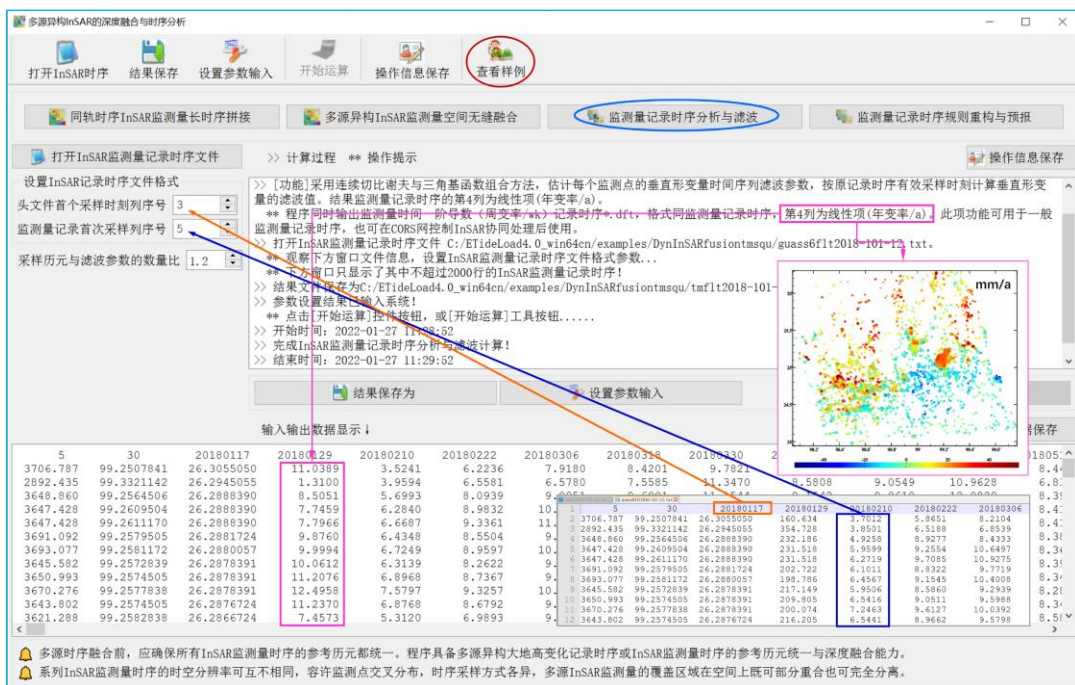 多源异构InSAR的深度融合与时序分析
打开InSAR时序 结果保存 设置参数输入 开始运算 操作信息保存 查看样例
同轨时序InSAR监测量长时序拼接 多源异构InSAR监测量空间无缝融合 监测量记录时序分析与滤波 监测量记录时序规则重构与预报
打开InSAR监测量记录时序文件 >> 计算过程 ** 操作提示 操作信息保存
设置InSAR记录时序文件格式
头文件首个采样时刻列序号 3
监测量记录首次采样列序号 5
采样历元与滤波参数的数量比 1.2
>> [功能]采用连续切比谢夫与三角基函数组合方法，估计每个监测点的垂直形变量时间序列滤波参数，按原记录时序有效采样时刻计算垂直形变
量的滤波值。结果监测量记录时序的第4列为线性项(年变率/a)。
** 程序同时输出监测量时间一阶导数（周变率/wk）记录时序*.dft，格式同监测量记录时序，第4列为线性项(年变率/a)。此项功能可用于一般
监测量记录时序，也可在CORS网控制InSAR协同处理后使用。
>> 打开InSAR监测量记录时序文件 C:/ETideLoad4.0_win64cn/examples/DynInSARfusiontmsqu/guass6flt2018-101-12.txt。
** 观察下方窗口文件信息，设置InSAR监测量记录时序文件格式参数...
** 下方窗口只显示了其中不超过2000行的InSAR监测量记录时序！
>> 结果文件保存为C:/ETideLoad4.0_win64cn/examples/DynInSARfusiontmsqu/tmflt2018-101-
>> 参数设置结果已输入系统！
** 点击[开始运算]控件按钮，或[开始运算]工具按钮......
>> 开始时间：2022-01-27 11:28:52
>> 完成InSAR监测量记录时序分析与滤波计算！
>> 结束时间：2022-01-27 11:29:52
mm/a
结果保存为 设置参数输入
输入输出数据显示↓ 保存
5 30 20180117 20180129 20180210 20180222 20180306 20180318 20180330
3706.787 99.2507841 26.3055050 11.0389 3.5241 6.2236 7.9180 8.4201 9.7821
2892.435 99.3321142 26.2945055 1.3100 3.9594 6.5581 6.5780 7.5585 11.3470 8.5808 9.0549 10.9628
3648.860 99.2564506 26.2888390 8.5051 5.6993 8.0939
3647.428 99.2609504 26.2888390 7.7459 6.2840 8.9832
3647.428 99.2611170 26.2888390 7.7966 6.6687 9.3361
3691.092 99.2579505 26.2881724 9.8760 6.4348 8.5504
3693.077 99.2581172 26.2880057 9.9994 6.7249 8.9597
3645.582 99.2572839 26.2878391 10.0612 6.3139 8.2622
3650.993 99.2574505 26.2878391 11.2076 6.8968 8.7367
3670.276 99.2577838 26.2878391 12.4958 7.5797 9.3257
3643.802 99.2574505 26.2876724 11.2370 6.8768 8.6792
3621.288 99.2582838 26.2866724 7.4573 5.3120 6.9893
1 5 30 20180117 20180129 20180210 20180222 20180306
2 3706.787 99.2507841 26.3055050 160.634 3.7012 5.8651 8.2104
3 2892.435 99.3321142 26.2945055 354.728 3.8501 6.5188 6.8539
4 3648.860 99.2564506 26.2888390 232.186 4.9258 8.9277 8.4333
5 3647.428 99.2609504 26.2888390 231.518 5.9599 9.2554 10.6497
6 3647.428 99.2611170 26.2888390 231.518 6.2719 9.7085 10.9275
7 3691.092 99.2579505 26.2881724 202.722 6.1011 8.8322 9.7719
8 3693.077 99.2581172 26.2880057 198.786 6.4567 9.1545 10.4008
9 3645.582 99.2572839 26.2878391 217.149 5.9506 8.5860 9.2939
10 3650.993 99.2574505 26.2878391 209.805 6.5416 9.0511 9.5988
11 3670.276 99.2577838 26.2878391 200.074 7.2463 9.6127 10.0392
12 3643.802 99.2574505 26.2876724 216.205 6.5441 8.9662 9.5798
多源时序融合前，应确保所有InSAR监测量时序的参考历元都统一。程序具备多源异构大地高变化记录时序或InSAR监测量时序的参考历元统一与深度融合能力。
系列InSAR监测量时序的时空分辨率可互不相同，容许监测点交叉分布，时序采样方式各异，多源InSAR监测量的覆盖区域在空间上既可部分重合也可完全分离。